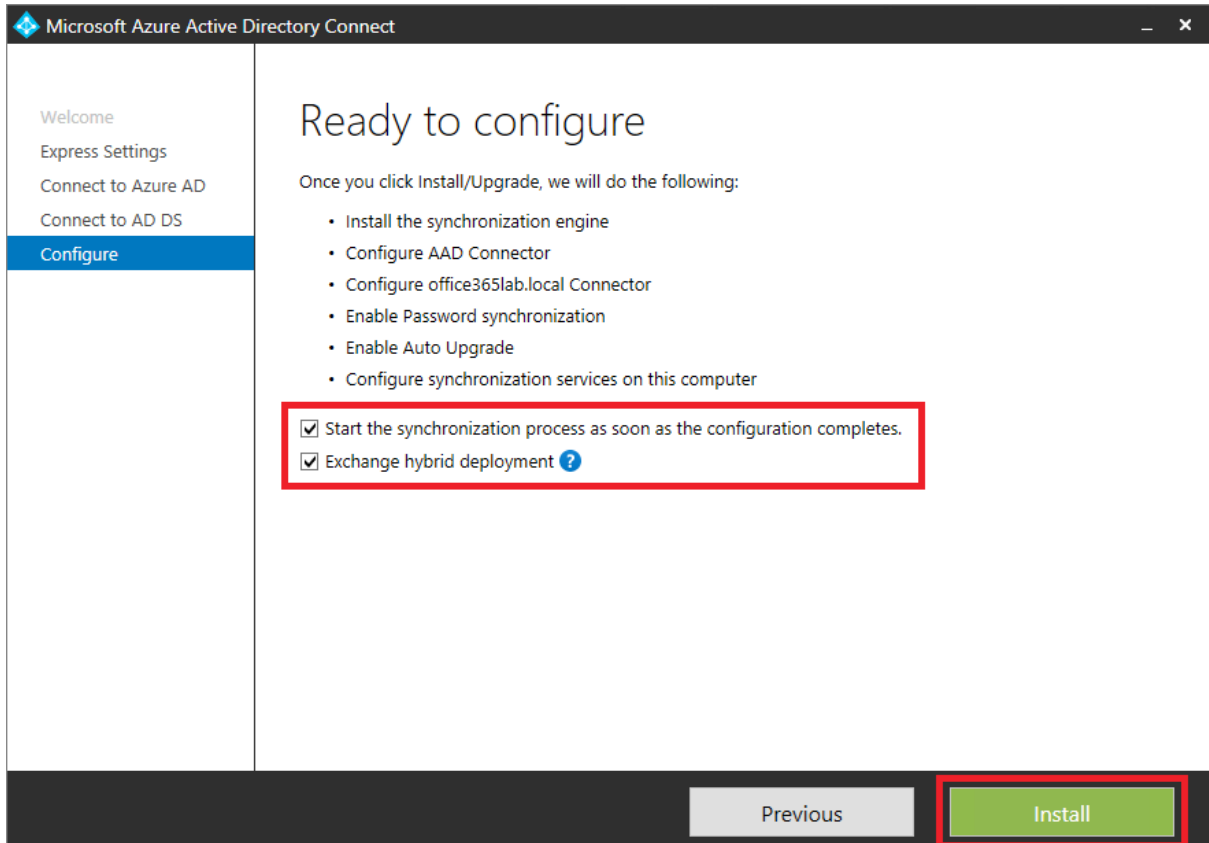 Microsoft Azure Active Directory Connect
Welcome
Express Settings
Connect to Azure AD
Connect to AD DS
Configure
Ready to configure
Once you click Install/Upgrade, we will do the following:
• Install the synchronization engine
• Configure AAD Connector
• Configure office365lab.local Connector
• Enable Password synchronization
• Enable Auto Upgrade
• Configure synchronization services on this computer
Start the synchronization process as soon as the configuration completes.
Exchange hybrid deployment ?
Previous
Install